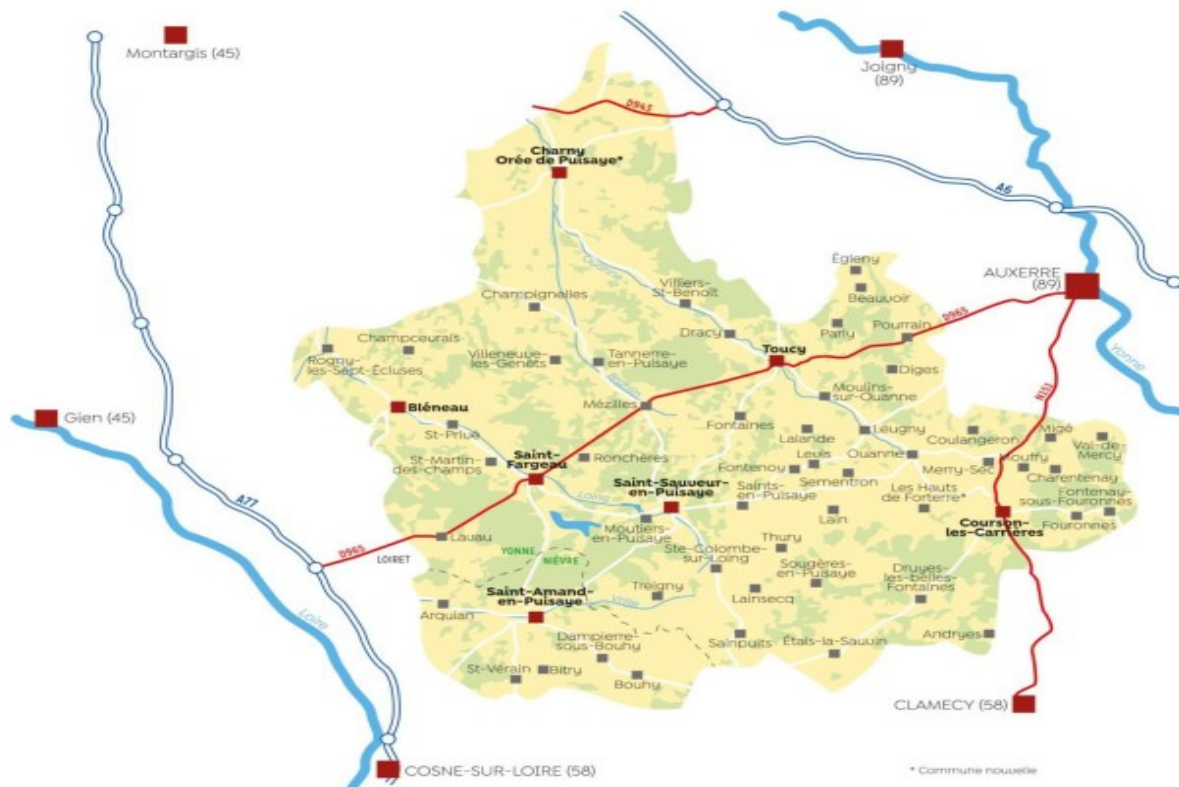 Montargis (45)
Joigny
(89)
D943
Charny
Orée de Puisaye*
A6
Ouanne
Égleny
AUXERRE
(89)
Villiers-
St-Benoît
Beauvoir
Champignelles
D965
Dracy
Parly
Pourrain
Champcevrais
Toucy
Yonne
Rogny-
les-Sept-Écluses
Villeneuve-
les-Genêts
Tannerre-
en-Puisaye
Diges
Moulins-
sur-Ouanne
N151
Gien (45)
Bléneau
Mézilles
St-Privé
Fontaines
Lalande
Leugny
Coulangeron
Migé
Val-de-
Mercy
St-Martin-
des-champs
Saint-
Fargeau
Ronchères
Fontenoy
Levis
Ouanne
Merry-Sec
Mouffy
Charentenay
Sementron
A77
Loing
Saint-Sauveur-
en-Puisaye
Saints-
en-Puisaye
Les Hauts
de Forterre*
Fontenay-
sous-Fouronnes
Lain
Courson-
les-Carrières
Fouronnes
Moutiers-
en-Puisaye
Lavau
D965
LOIRET
YONNE
NIÈVRE
Ste-Colombe-
sur-Loing
Thury
Sougères-
en-Puisaye
Druyes-
les-belles-
Fontaines
Treigny
Lainsecq
Saint-Amand-
en-Puisaye
Vrille
Loire
Arquian
Sainpuits
Étais-la-Sauvin
Andryes
Dampierre-
sous-Bouhy
St-Vérain
Bitry
Bouhy
CLAMECY (58)
COSNE-SUR-LOIRE (58)
* Commune nouvelle